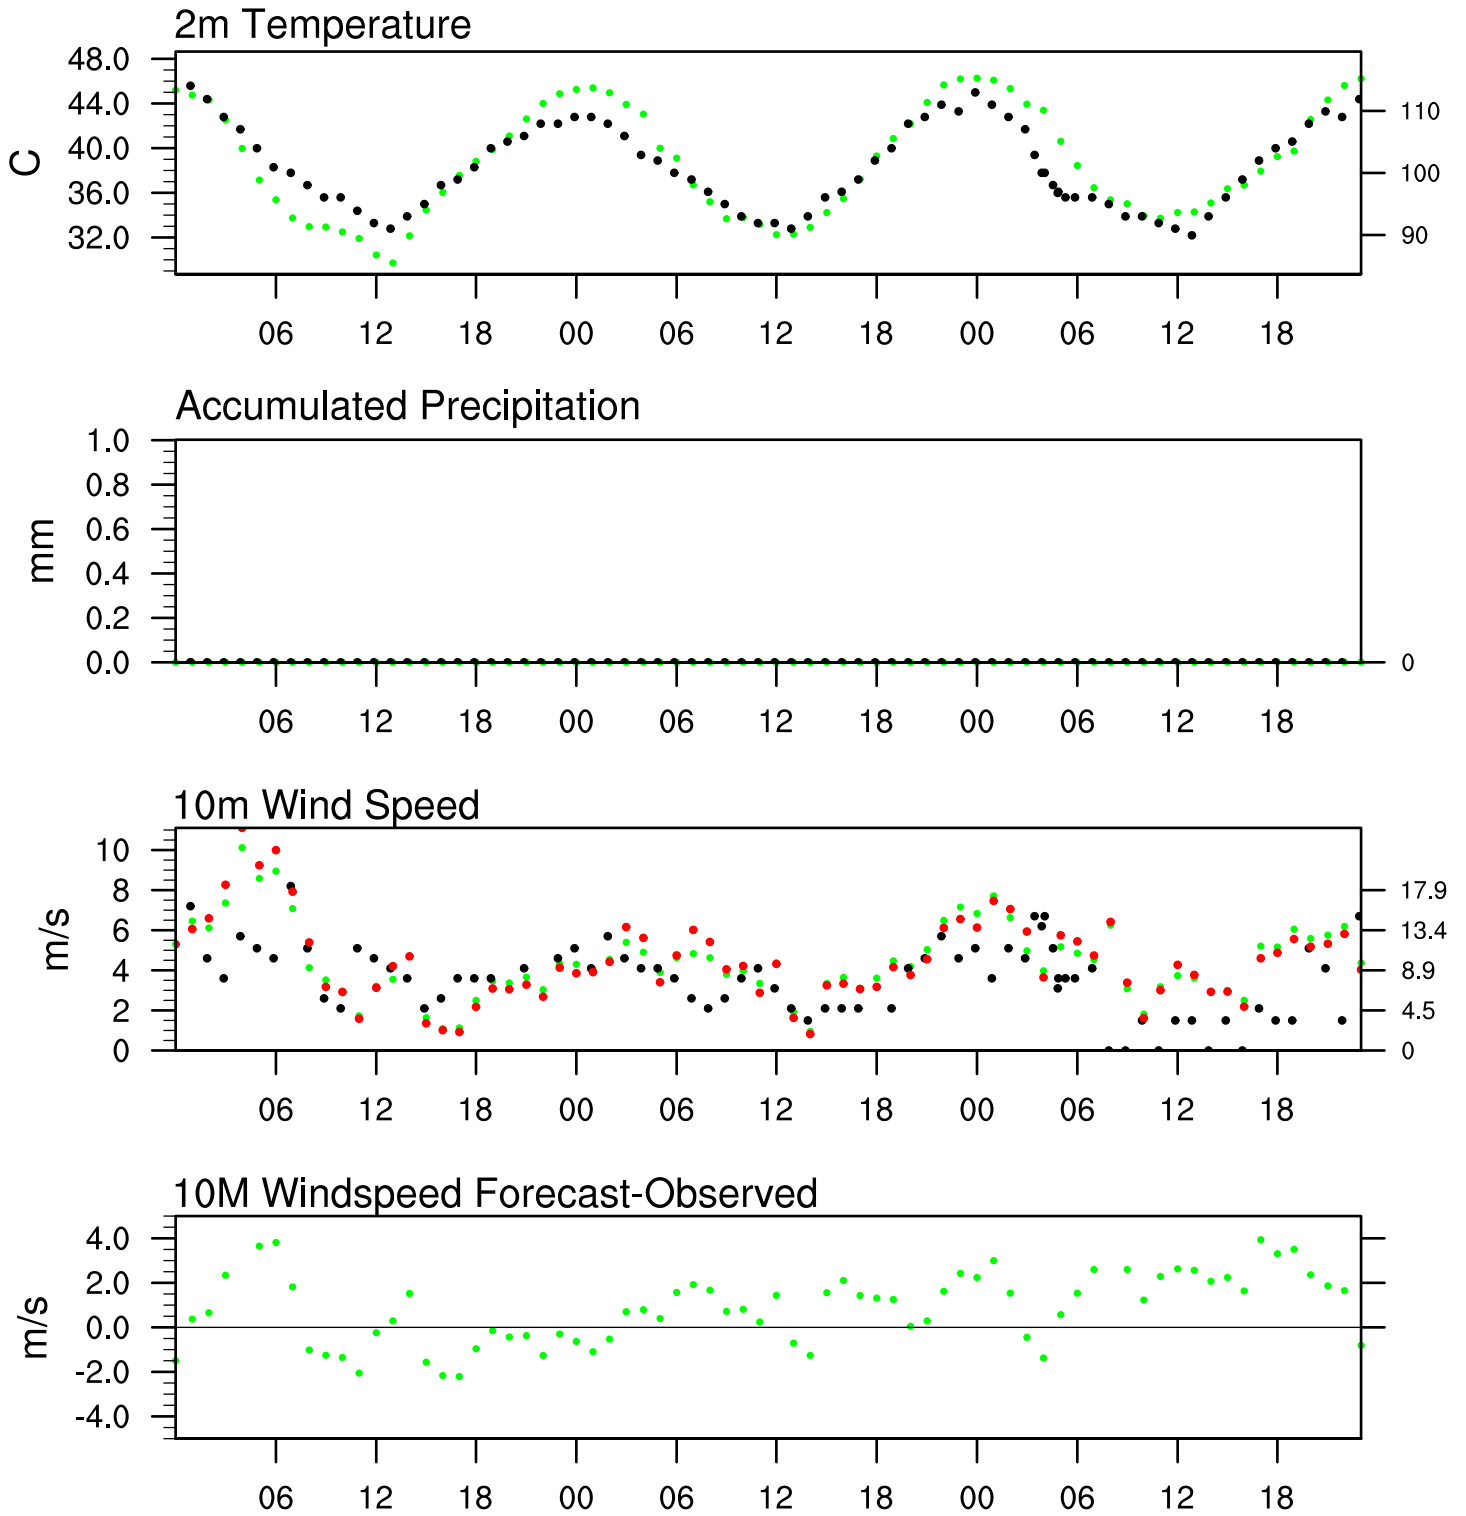 2m Temperature
48.0
44.0
40.0
36.0
32.0
C
110
100
90
06 12 18 00 06 12 18 00 06 12 18
Accumulated Precipitation
1.0
0.8
0.6
0.4
0.2
0.0
mm
0
06 12 18 00 06 12 18 00 06 12 18
10m Wind Speed
10
8
6
4
2
0
m/s
17.9
13.4
8.9
4.5
0
06 12 18 00 06 12 18 00 06 12 18
10M Windspeed Forecast-Observed
4.0
2.0
0.0
-2.0
-4.0
m/s
06 12 18 00 06 12 18 00 06 12 18